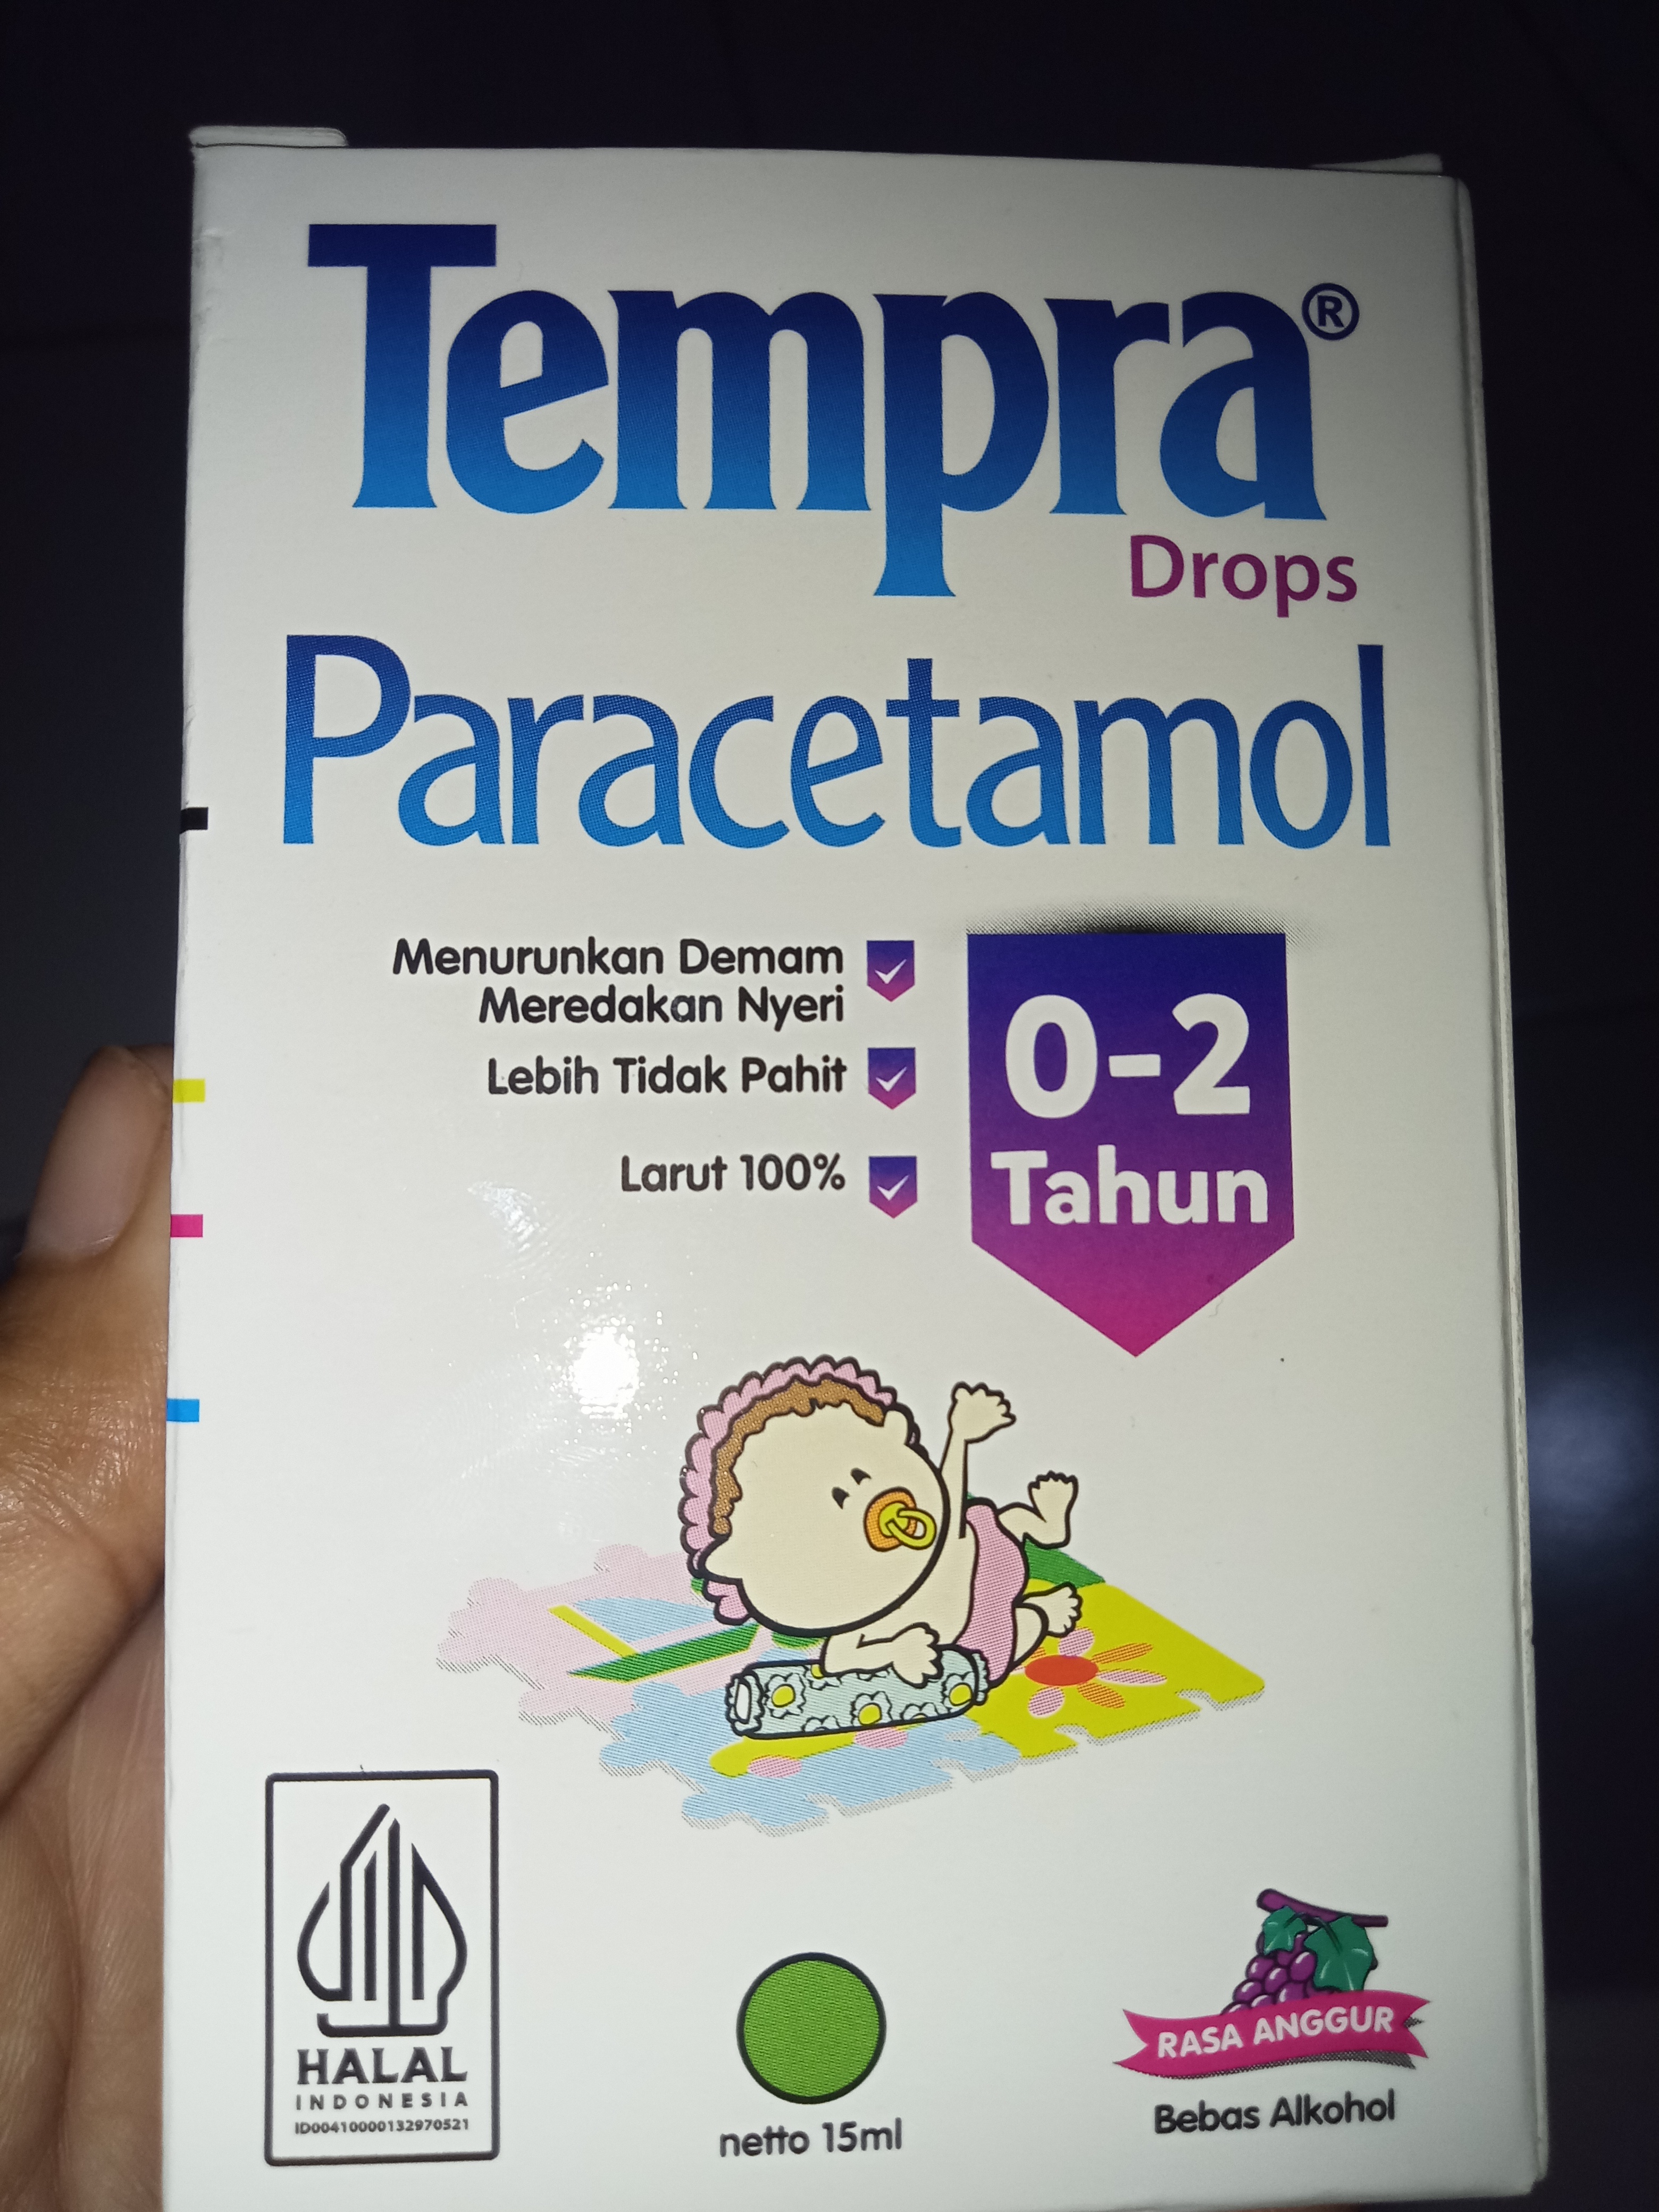 Tempra®
Drops
Paracetamol
Menurunkan Demam
Meredakan Nyeri
Lebih Tidak Pahit
Larut 100%
0-2
Tahun
HALAL
INDONESIA
ID00410000132970521
netto 15ml
RASA ANGGUR
Bebas Alkohol